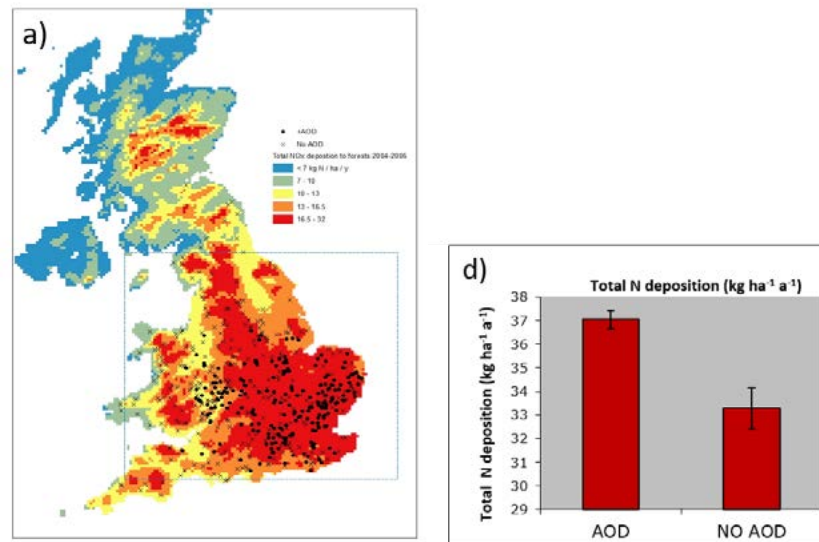 a)
+AOD
No AOD
Total NOx deposition to forests 2004-2006
< 7 kg N / ha / y
7 - 10
10 - 13
13 - 16.5
16.5 - 32
d)
Total N deposition (kg ha⁻¹ a⁻¹)
Total N deposition (kg ha⁻¹ a⁻¹)
38
37
36
35
34
33
32
31
30
29
AOD
NO AOD